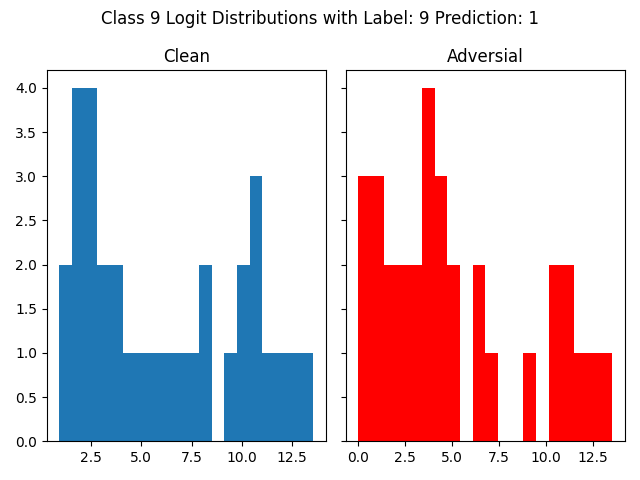 Class 9 Logit Distributions with Label: 9 Prediction: 1
Clean
Adversial
4.0
3.5
3.0
2.5
2.0
1.5
1.0
0.5
0.0
2.5 5.0 7.5 10.0 12.5
0.0 2.5 5.0 7.5 10.0 12.5